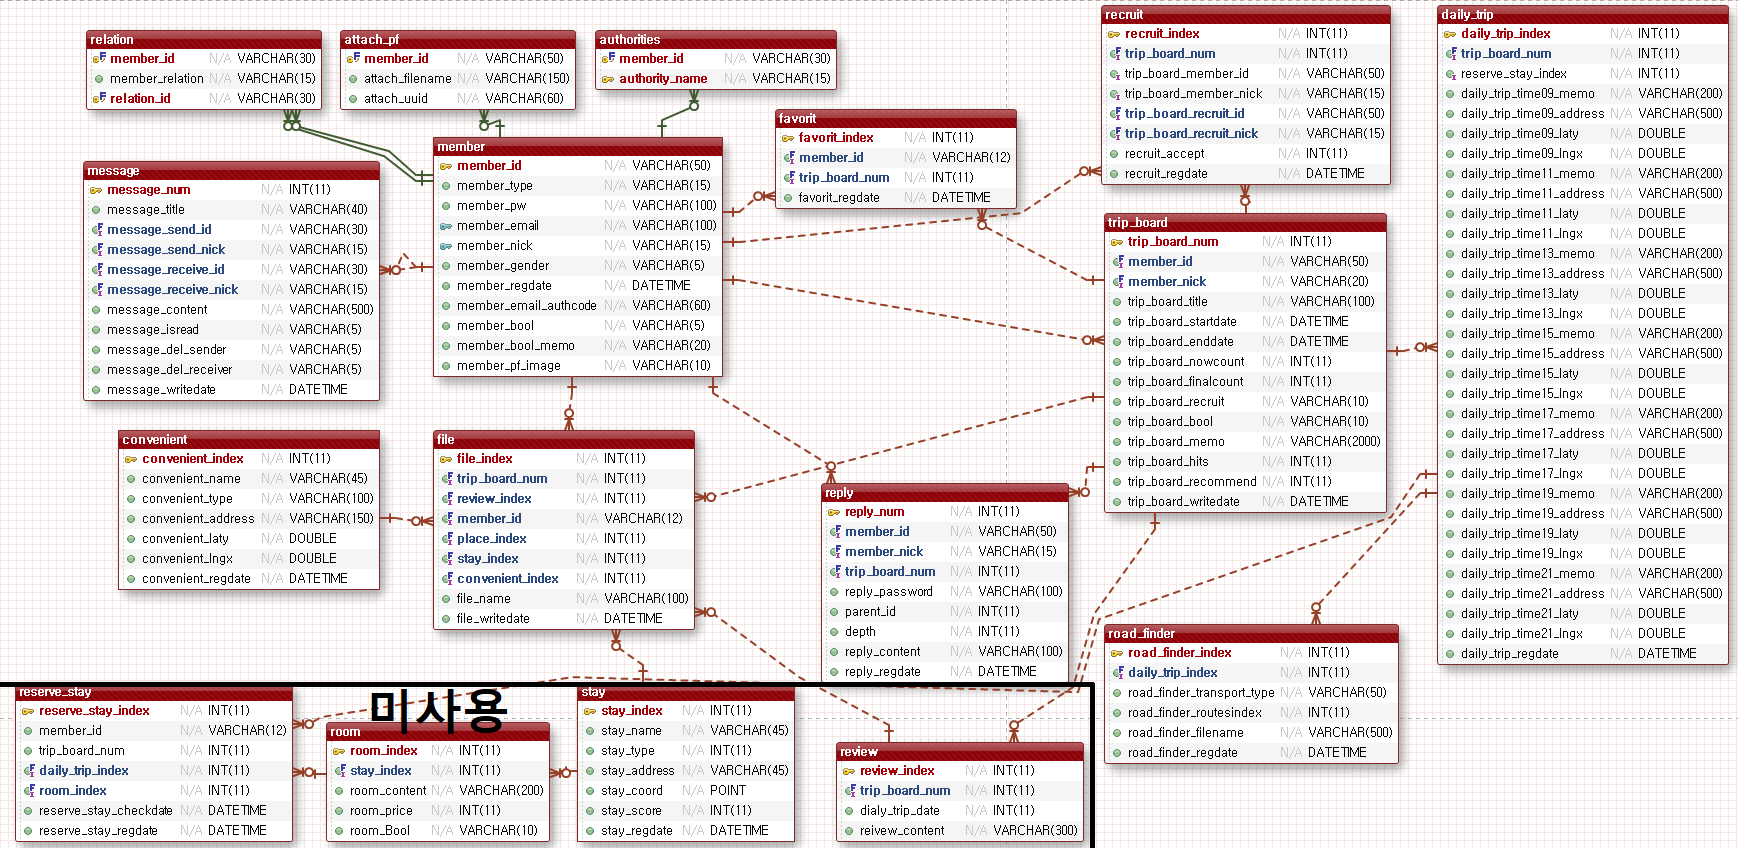 relation
member_id N/A VARCHAR(30)
member_relation N/A VARCHAR(15)
relation_id N/A VARCHAR(30)
attach_pf
member_id N/A VARCHAR(50)
attach_filename N/A VARCHAR(150)
attach_uuid N/A VARCHAR(60)
authorities
member_id N/A VARCHAR(30)
authority_name N/A VARCHAR(15)
favorit
favorit_index N/A INT(11)
member_id N/A VARCHAR(12)
trip_board_num N/A INT(11)
favorit_regdate N/A DATETIME
recruit
recruit_index N/A INT(11)
trip_board_num N/A INT(11)
trip_board_member_id N/A VARCHAR(50)
trip_board_member_nick N/A VARCHAR(15)
trip_board_recruit_id N/A VARCHAR(50)
trip_board_recruit_nick N/A VARCHAR(15)
recruit_accept N/A INT(11)
recruit_regdate N/A DATETIME
daily_trip
daily_trip_index N/A INT(11)
trip_board_num N/A INT(11)
reserve_stay_index N/A INT(11)
daily_trip_time09_memo N/A VARCHAR(200)
daily_trip_time09_address N/A VARCHAR(500)
daily_trip_time09_laty N/A DOUBLE
daily_trip_time09_lngx N/A DOUBLE
daily_trip_time11_memo N/A VARCHAR(200)
daily_trip_time11_address N/A VARCHAR(500)
daily_trip_time11_laty N/A DOUBLE
daily_trip_time11_lngx N/A DOUBLE
daily_trip_time13_memo N/A VARCHAR(200)
daily_trip_time13_address N/A VARCHAR(500)
daily_trip_time13_laty N/A DOUBLE
daily_trip_time13_lngx N/A DOUBLE
daily_trip_time15_memo N/A VARCHAR(200)
daily_trip_time15_address N/A VARCHAR(500)
daily_trip_time15_laty N/A DOUBLE
daily_trip_time15_lngx N/A DOUBLE
daily_trip_time17_memo N/A VARCHAR(200)
daily_trip_time17_address N/A VARCHAR(500)
daily_trip_time17_laty N/A DOUBLE
daily_trip_time17_lngx N/A DOUBLE
daily_trip_time19_memo N/A VARCHAR(200)
daily_trip_time19_address N/A VARCHAR(500)
daily_trip_time19_laty N/A DOUBLE
daily_trip_time19_lngx N/A DOUBLE
daily_trip_time21_memo N/A VARCHAR(200)
daily_trip_time21_address N/A VARCHAR(500)
daily_trip_time21_laty N/A DOUBLE
daily_trip_time21_lngx N/A DOUBLE
daily_trip_regdate N/A DATETIME
message
message_num N/A INT(11)
message_title N/A VARCHAR(40)
message_send_id N/A VARCHAR(30)
message_send_nick N/A VARCHAR(15)
message_receive_id N/A VARCHAR(30)
message_receive_nick N/A VARCHAR(15)
message_content N/A VARCHAR(500)
message_isread N/A VARCHAR(5)
message_del_sender N/A VARCHAR(5)
message_del_receiver N/A VARCHAR(5)
message_writedate N/A DATETIME
member
member_id N/A VARCHAR(50)
member_type N/A VARCHAR(15)
member_pw N/A VARCHAR(100)
member_email N/A VARCHAR(100)
member_nick N/A VARCHAR(15)
member_gender N/A VARCHAR(5)
member_regdate N/A DATETIME
member_email_authcode N/A VARCHAR(60)
member_bool N/A VARCHAR(5)
member_bool_memo N/A VARCHAR(20)
member_pf_image N/A VARCHAR(10)
trip_board
trip_board_num N/A INT(11)
member_id N/A VARCHAR(50)
member_nick N/A VARCHAR(20)
trip_board_title N/A VARCHAR(100)
trip_board_startdate N/A DATETIME
trip_board_enddate N/A DATETIME
trip_board_nowcount N/A INT(11)
trip_board_finalcount N/A INT(11)
trip_board_recruit N/A VARCHAR(10)
trip_board_bool N/A VARCHAR(10)
trip_board_memo N/A VARCHAR(2000)
trip_board_hits N/A INT(11)
trip_board_recommend N/A INT(11)
trip_board_writedate N/A DATETIME
convenient
convenient_index N/A INT(11)
convenient_name N/A VARCHAR(45)
convenient_type N/A VARCHAR(100)
convenient_address N/A VARCHAR(150)
convenient_laty N/A DOUBLE
convenient_lngx N/A DOUBLE
convenient_regdate N/A DATETIME
file
file_index N/A INT(11)
trip_board_num N/A INT(11)
review_index N/A INT(11)
member_id N/A VARCHAR(12)
place_index N/A INT(11)
stay_index N/A INT(11)
convenient_index N/A INT(11)
file_name N/A VARCHAR(100)
file_writedate N/A DATETIME
reply
reply_num N/A INT(11)
member_id N/A VARCHAR(50)
member_nick N/A VARCHAR(15)
trip_board_num N/A INT(11)
reply_password N/A VARCHAR(100)
parent_id N/A INT(11)
depth N/A INT(11)
reply_content N/A VARCHAR(100)
reply_regdate N/A DATETIME
road_finder
road_finder_index N/A INT(11)
daily_trip_index N/A INT(11)
road_finder_transport_type N/A VARCHAR(50)
road_finder_routesindex N/A INT(11)
road_finder_filename N/A VARCHAR(500)
road_finder_regdate N/A DATETIME
미사용
reserve_stay
reserve_stay_index N/A INT(11)
member_id N/A VARCHAR(12)
trip_board_num N/A INT(11)
daily_trip_index N/A INT(11)
room_index N/A INT(11)
reserve_stay_checkdate N/A DATETIME
reserve_stay_regdate N/A DATETIME
room
room_index N/A INT(11)
stay_index N/A INT(11)
room_content N/A VARCHAR(200)
room_price N/A INT(11)
room_Bool N/A VARCHAR(10)
stay
stay_index N/A INT(11)
stay_name N/A VARCHAR(45)
stay_type N/A INT(11)
stay_address N/A VARCHAR(45)
stay_coord N/A POINT
stay_score N/A INT(11)
stay_regdate N/A DATETIME
review
review_index N/A INT(11)
trip_board_num N/A INT(11)
dialy_trip_date N/A INT(11)
reivew_content N/A VARCHAR(300)